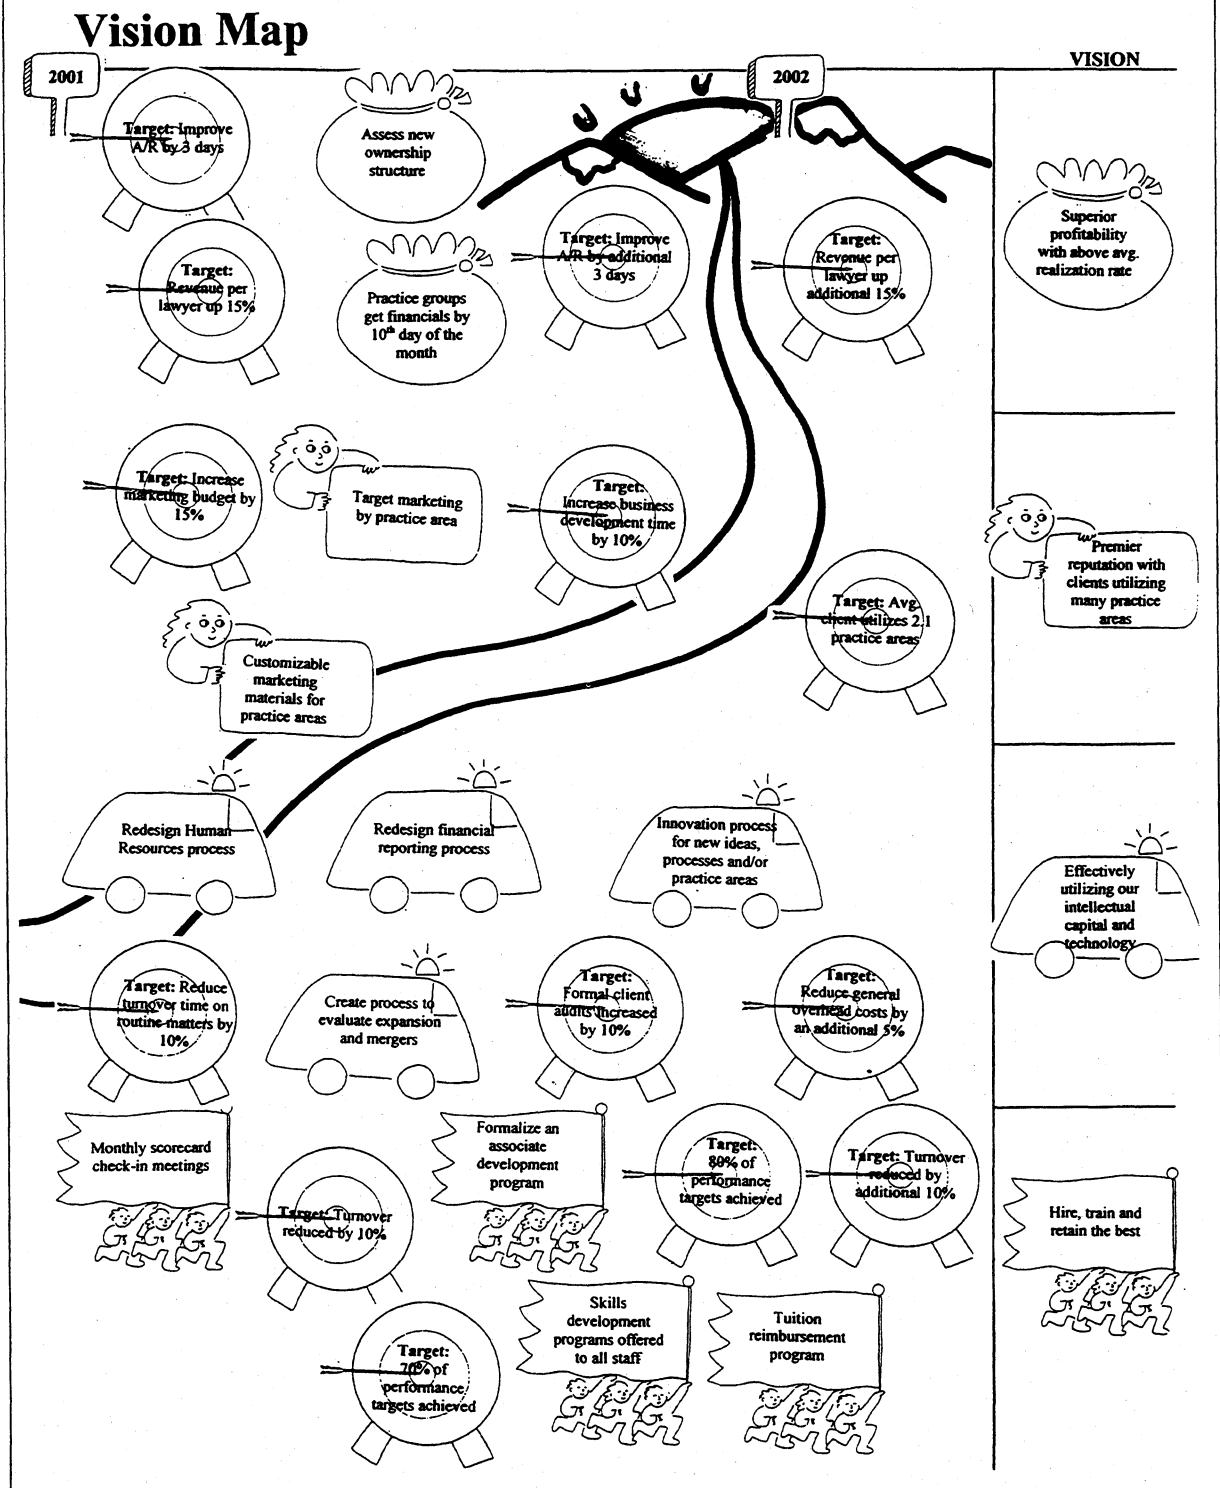 Vision Map
VISION
2001
2002
Target: Improve
A/R by 3 days
Assess new
ownership
structure
Target:
Revenue per
lawyer up 15%
Practice groups
get financials by
10th day of the
month
Target: Improve
A/R by additional
3 days
Target:
Revenue per
lawyer up
additional 15%
Superior
profitability
with above avg.
realization rate
Target: Increase
marketing budget by
15%
Target marketing
by practice area
Target:
Increase business
development time
by 10%
Premier
reputation with
clients utilizing
many practice
areas
Target: Avg.
client utilizes 2.1
practice areas
Customizable
marketing
materials for
practice areas
Redesign Human
Resources process
Redesign financial
reporting process
Innovation process
for new ideas,
processes and/or
practice areas
Effectively
utilizing our
intellectual
capital and
technology
Target: Reduce
turnover time on
routine matters by
10%
Create process to
evaluate expansion
and mergers
Target:
Formal client
audits increased
by 10%
Target:
Reduce general
overhead costs by
an additional 5%
Monthly scorecard
check-in meetings
Target: Turnover
reduced by 10%
Formalize an
associate
development
program
Target:
80% of
performance
targets achieved
Target: Turnover
reduced by
additional 10%
Hire, train and
retain the best
Target:
70% of
performance
targets achieved
Skills
development
programs offered
to all staff
Tuition
reimbursement
program